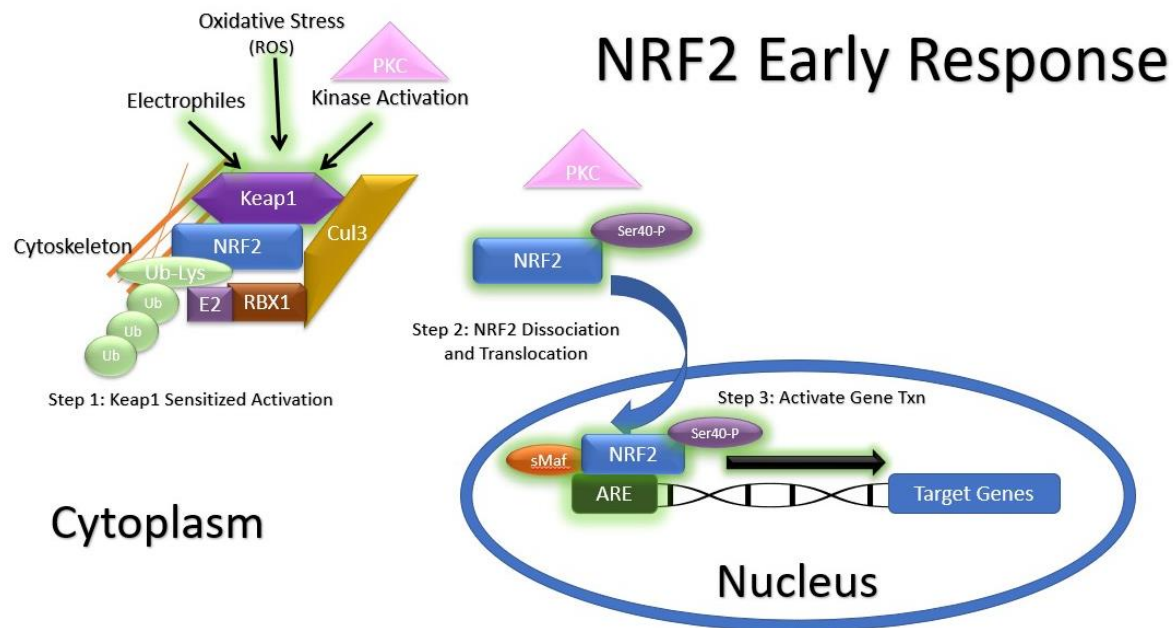 NRF2 Early Response
Oxidative Stress
(ROS)
PKC
Electrophiles
Kinase Activation
Keap1
Cul3
Cytoskeleton
NRF2
Ub-Lys
Ub
E2
RBX1
Ub
Ub
Step 1: Keap1 Sensitized Activation
PKC
Ser40-P
NRF2
Step 2: NRF2 Dissociation
and Translocation
Step 3: Activate Gene Txn
Ser40-P
sMaf
NRF2
ARE
Target Genes
Cytoplasm
Nucleus